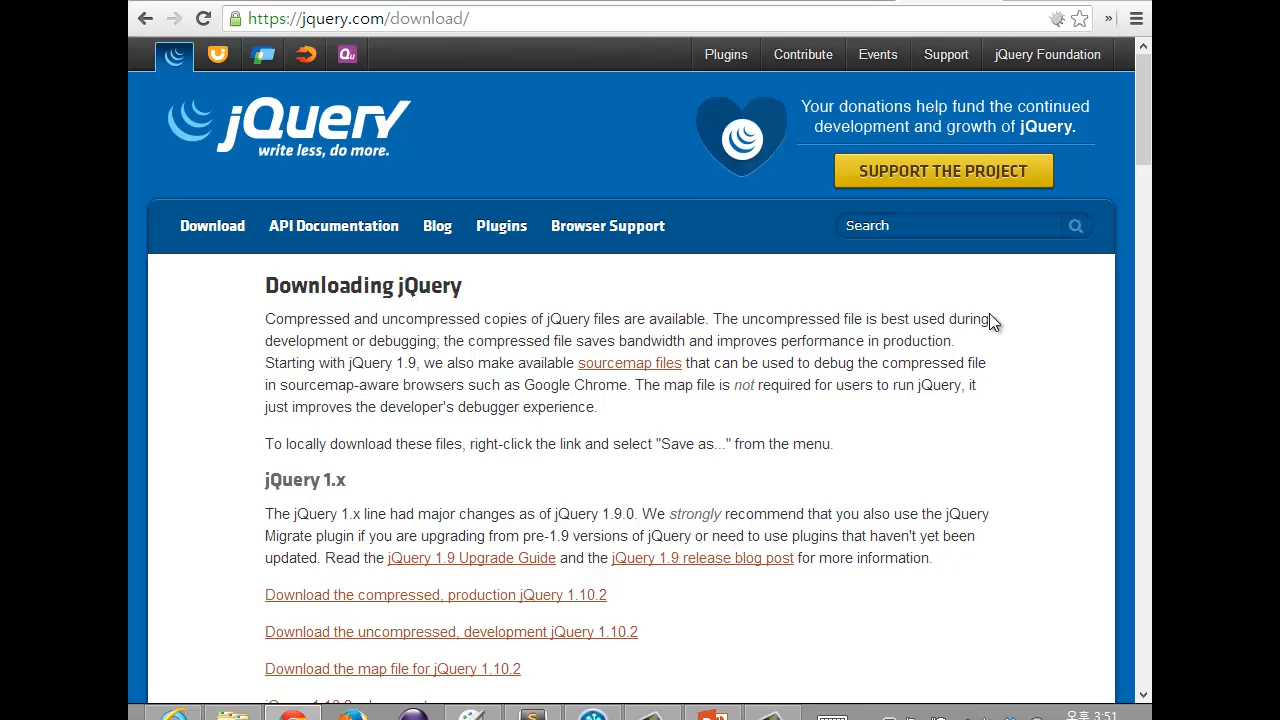 https://jquery.com/download/
»
Plugins Contribute Events Support jQuery Foundation
jQuery
write less, do more.
Your donations help fund the continued
development and growth of jQuery.
SUPPORT THE PROJECT
Download API Documentation Blog Plugins Browser Support Search
Downloading jQuery
Compressed and uncompressed copies of jQuery files are available. The uncompressed file is best used during
development or debugging; the compressed file saves bandwidth and improves performance in production.
Starting with jQuery 1.9, we also make available sourcemap files that can be used to debug the compressed file
in sourcemap-aware browsers such as Google Chrome. The map file is not required for users to run jQuery, it
just improves the developer's debugger experience.
To locally download these files, right-click the link and select "Save as..." from the menu.
jQuery 1.x
The jQuery 1.x line had major changes as of jQuery 1.9.0. We strongly recommend that you also use the jQuery
Migrate plugin if you are upgrading from pre-1.9 versions of jQuery or need to use plugins that haven't yet been
updated. Read the jQuery 1.9 Upgrade Guide and the jQuery 1.9 release blog post for more information.
Download the compressed, production jQuery 1.10.2
Download the uncompressed, development jQuery 1.10.2
Download the map file for jQuery 1.10.2
오후 3:51